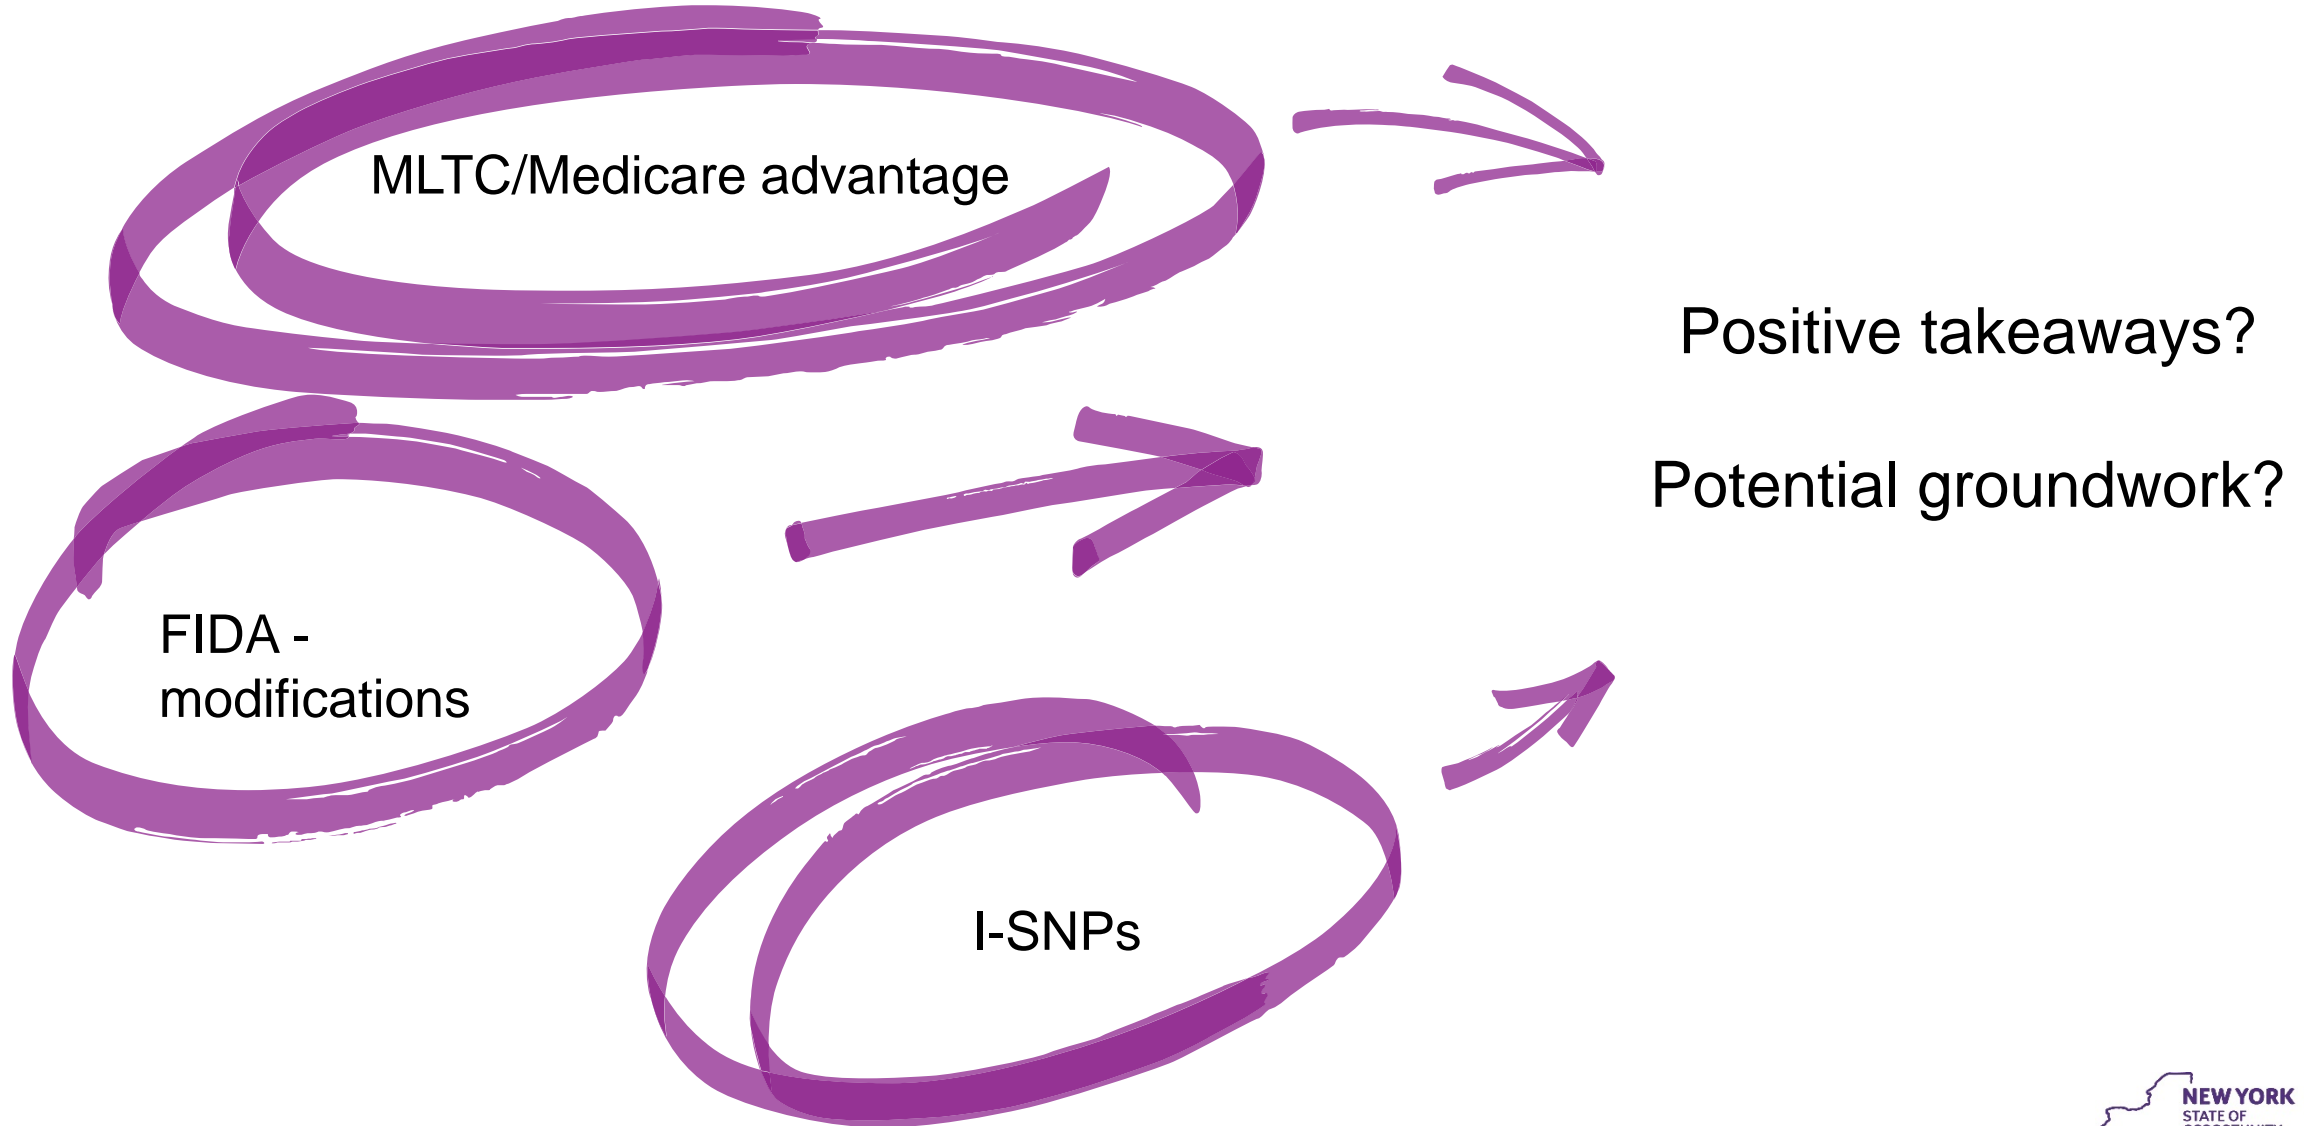 MLTC/Medicare advantage
Positive takeaways?
Potential groundwork?
FIDA -
modifications
I-SNPs
NEW YORK
STATE OF